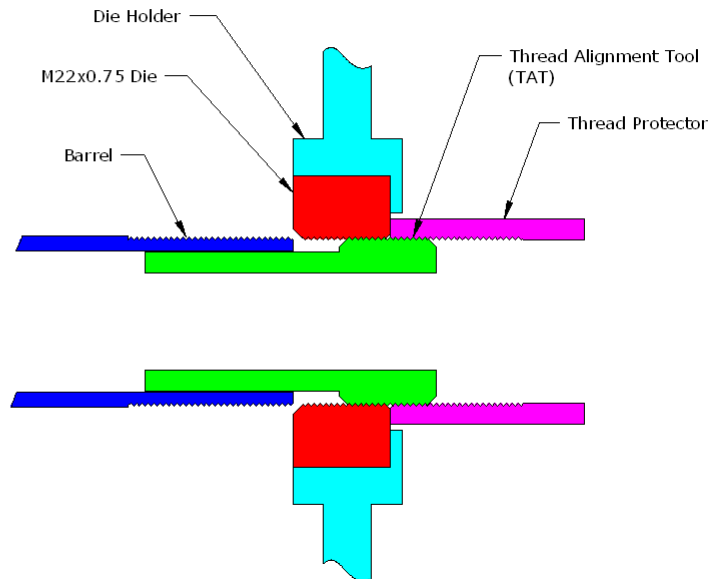 Die Holder
Thread Alignment Tool
(TAT)
M22x0.75 Die
Thread Protector
Barrel